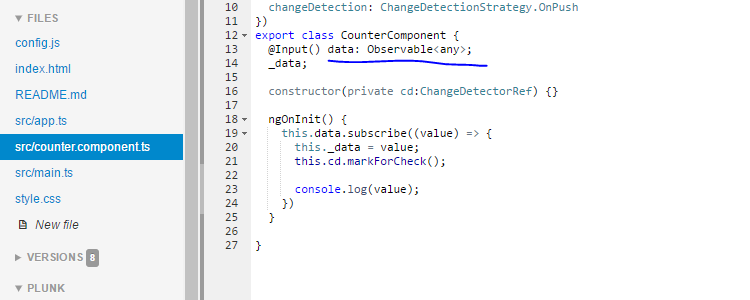 FILES
config.js
index.html
README.md
src/app.ts
src/counter.component.ts
src/main.ts
style.css
New file
VERSIONS 8
PLUNK
10 changeDetection: ChangeDetectionStrategy.OnPush
11 })
12 export class CounterComponent {
13 @Input() data: Observable<any>;
14 _data;
15
16 constructor(private cd:ChangeDetectorRef) {}
17
18 ngOnInit() {
19 this.data.subscribe((value) => {
20 this._data = value;
21 this.cd.markForCheck();
22
23 console.log(value);
24 })
25 }
26
27 }